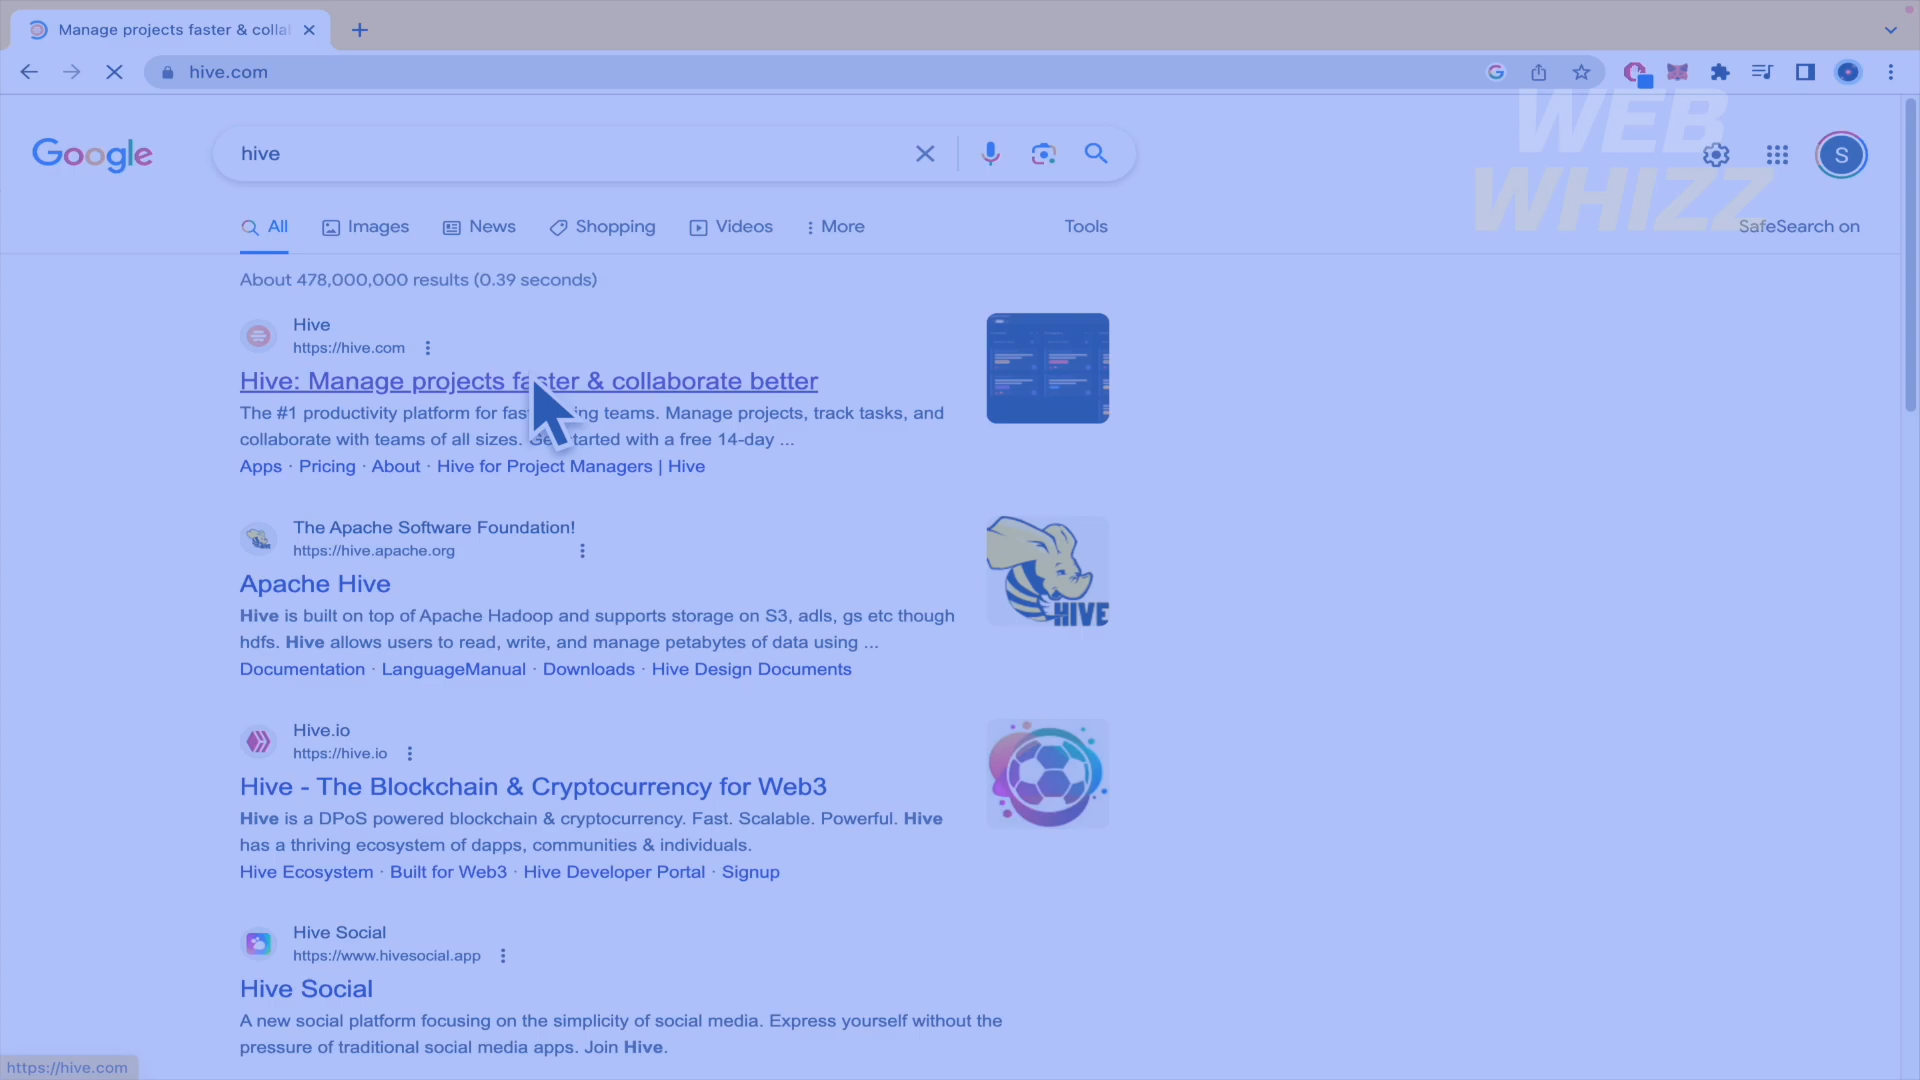 Manage projects faster & colla
hive.com
WEB
WHIZZ
Google
hive
S
All
Images
News
Shopping
Videos
More
Tools
SafeSearch on
About 478,000,000 results (0.39 seconds)
Hive
https://hive.com
Hive: Manage projects faster & collaborate better
The #1 productivity platform for fas ing teams. Manage projects, track tasks, and
collaborate with teams of all sizes. Get started with a free 14-day ...
Apps · Pricing · About · Hive for Project Managers | Hive
The Apache Software Foundation!
https://hive.apache.org
Apache Hive
Hive is built on top of Apache Hadoop and supports storage on S3, adls, gs etc though
hdfs. Hive allows users to read, write, and manage petabytes of data using ...
Documentation · LanguageManual · Downloads · Hive Design Documents
HIVE
Hive.io
https://hive.io
Hive - The Blockchain & Cryptocurrency for Web3
Hive is a DPoS powered blockchain & cryptocurrency. Fast. Scalable. Powerful. Hive
has a thriving ecosystem of dapps, communities & individuals.
Hive Ecosystem · Built for Web3 · Hive Developer Portal · Signup
Hive Social
https://www.hivesocial.app
Hive Social
A new social platform focusing on the simplicity of social media. Express yourself without the
pressure of traditional social media apps. Join Hive.
https://hive.com